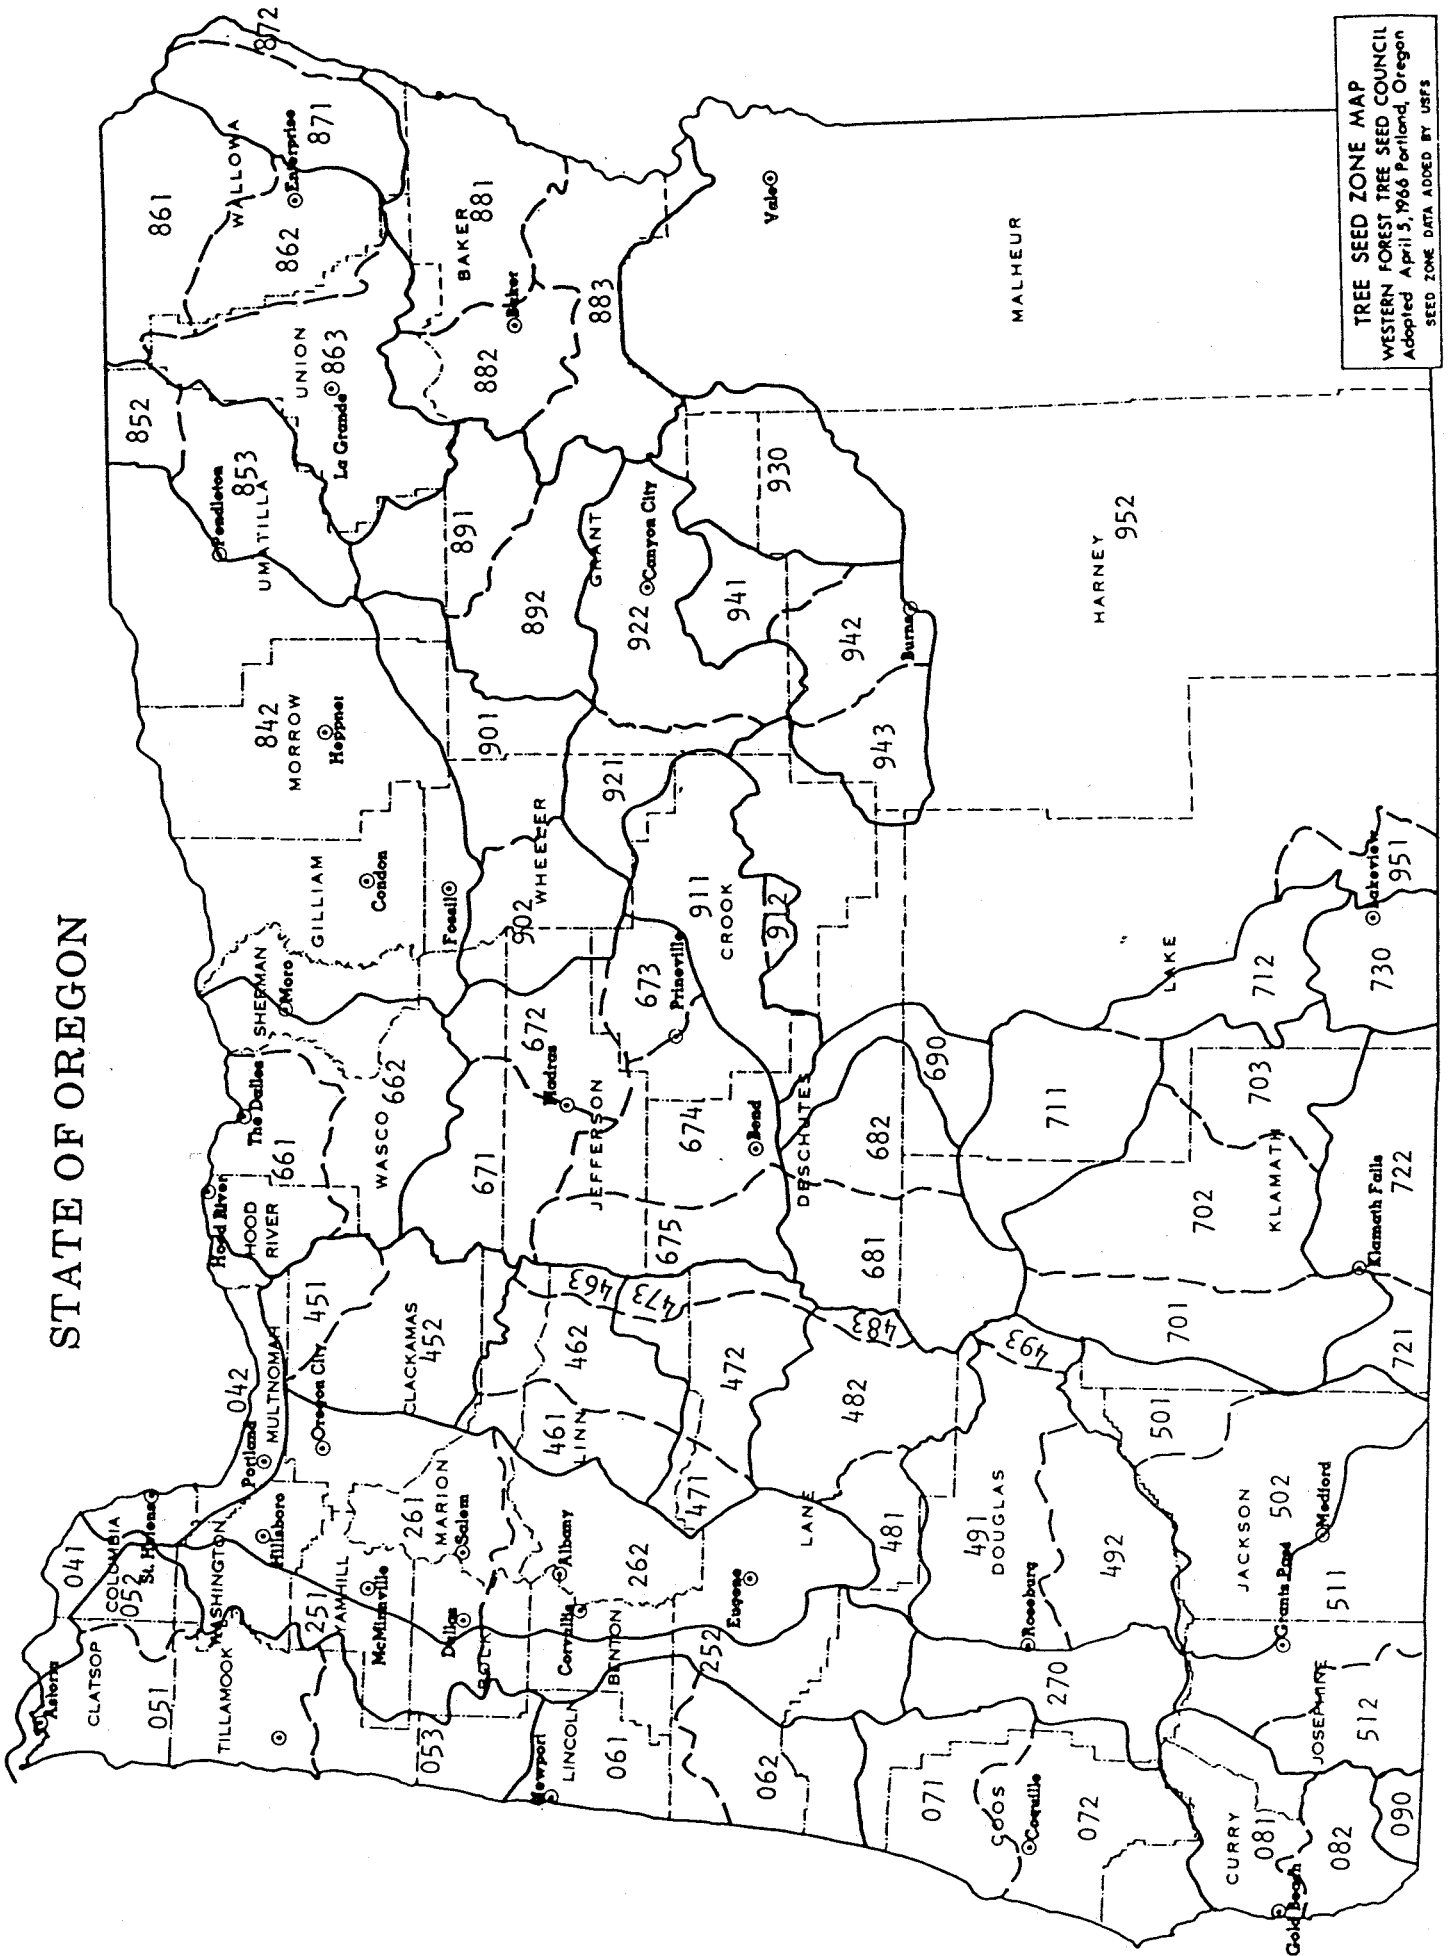 STATE OF OREGON
Astoria
CLATSOP
041
COLUMBIA
052
St. Helens
051
TILLAMOOK
WASHINGTON
Hillsboro
Portland
042
MULTNOMAH
Oregon City
451
Hood River
HOOD
RIVER
The Dalles
661
SHERMAN
Moro
GILLIAM
Condon
842
MORROW
Heppner
UMATILLA
Pendleton
853
852
UNION
La Grande
863
861
WALLOWA
862
Enterprise
871
872
251
YAMHILL
McMinnville
261
MARION
Salem
Dallas
POLK
053
CLACKAMAS
452
WASCO
662
671
672
Madras
JEFFERSON
Fossil
902
WHEELER
901
891
892
GRANT
BAKER
881
882
Baker
883
Newport
LINCOLN
061
Corvallis
BENTON
Albany
262
461
LINN
462
463
473
675
674
673
Prineville
911
CROOK
912
921
922
Canyon City
941
930
Vale
252
062
Eugene
LANE
471
472
482
483
481
Bend
DESCHUTES
681
682
690
943
942
Burns
HARNEY
952
MALHEUR
071
COOS
Coquille
072
270
Roseburg
491
DOUGLAS
492
493
501
701
702
711
703
KLAMATH
LAKE
712
CURRY
081
Gold Beach
082
090
JOSEPHINE
512
Grants Pass
511
JACKSON
502
Medford
721
Klamath Falls
722
730
Lakeview
951
TREE SEED ZONE MAP
WESTERN FOREST TREE SEED COUNCIL
Adopted April 5, 1966 Portland, Oregon
SEED ZONE DATA ADDED BY USFS